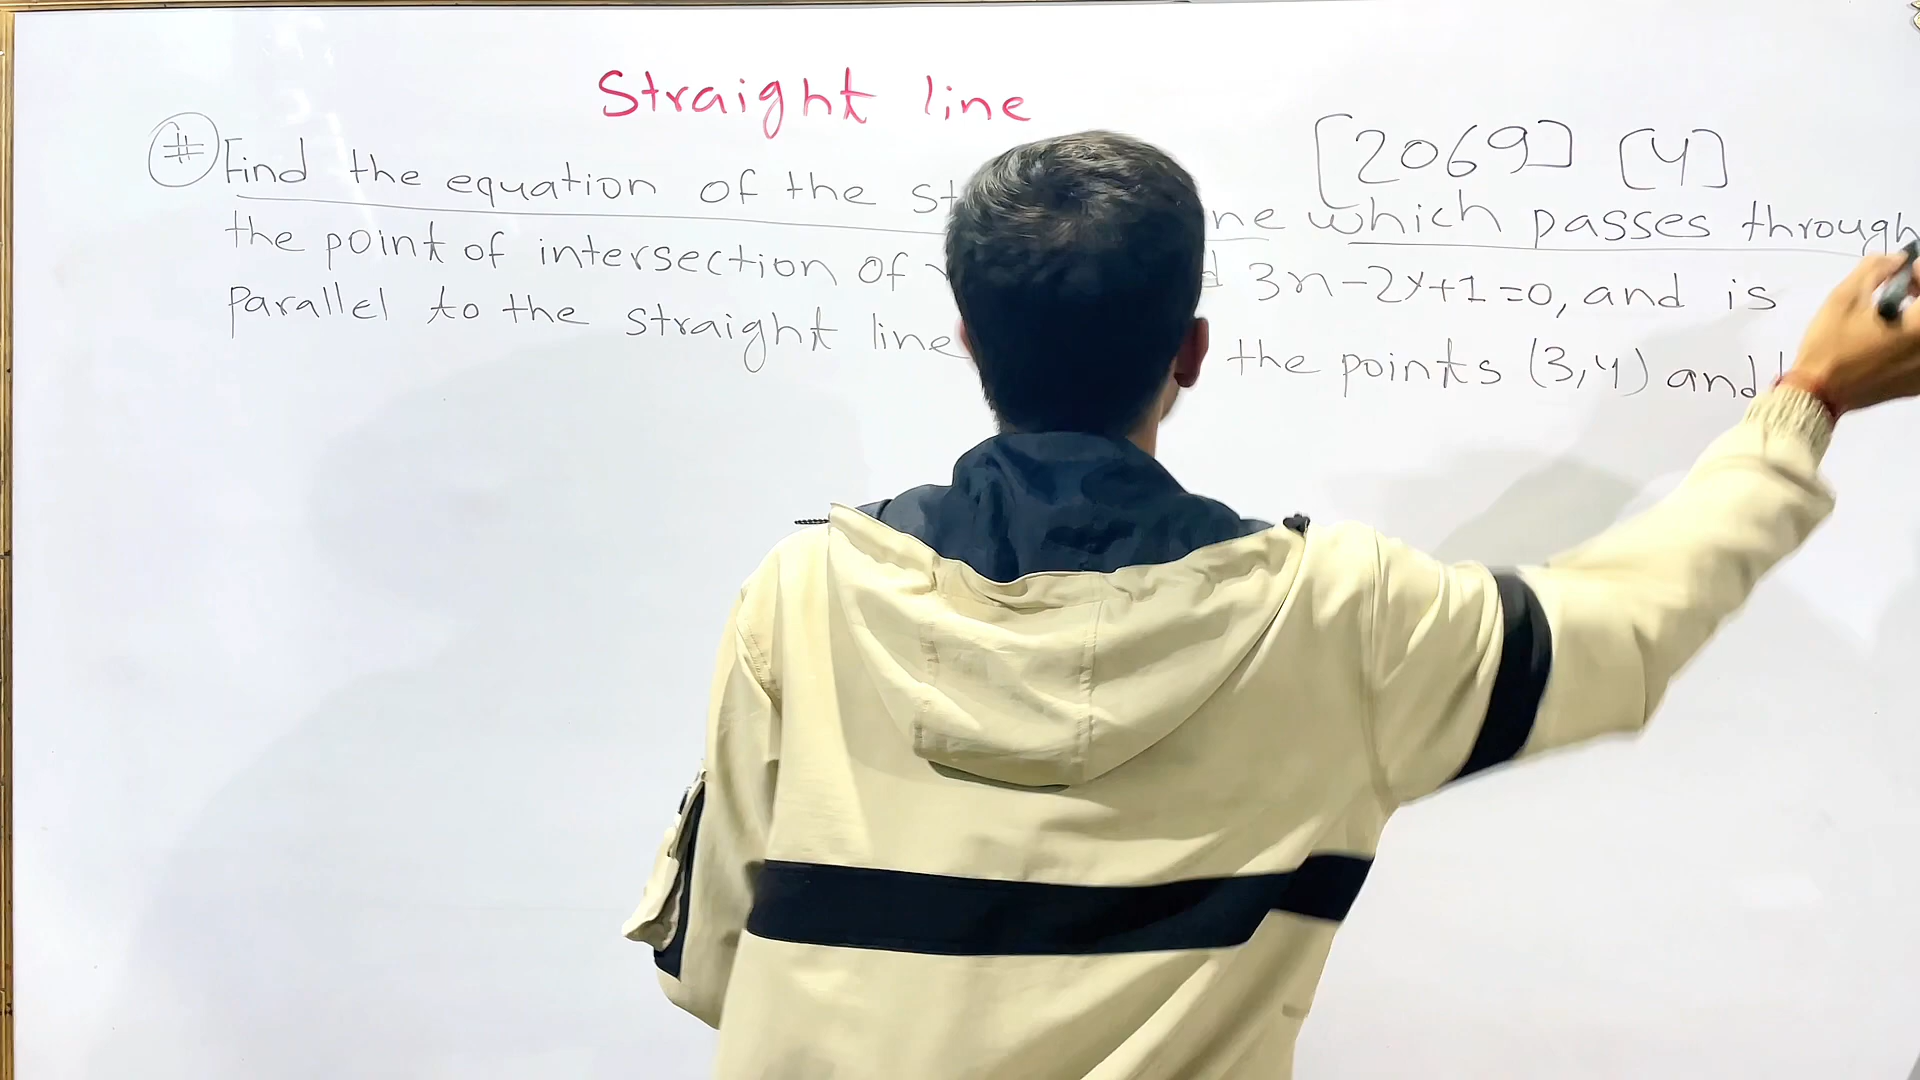 Straight line
[2069] [4]
# Find the equation of the st ne which passes through
the point of intersection of 3x-2y+1=0, and is
parallel to the straight line the points (3,4) and